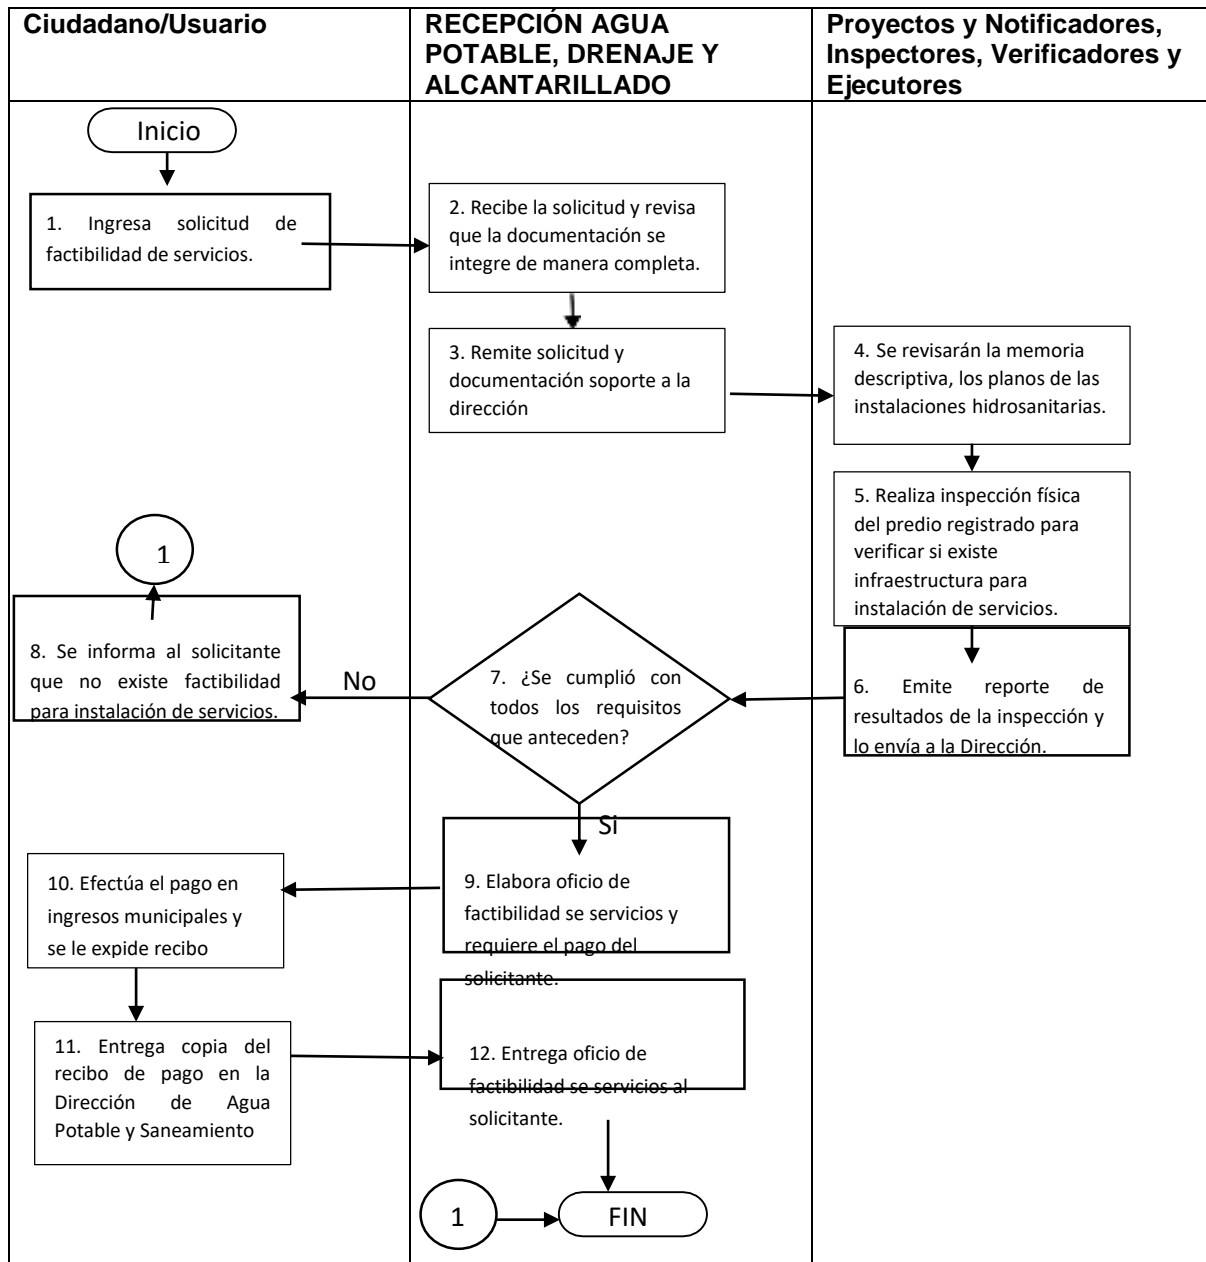 Ciudadano/Usuario
RECEPCIÓN AGUA
POTABLE, DRENAJE Y
ALCANTARILLADO
Proyectos y Notificadores,
Inspectores, Verificadores y
Ejecutores
Inicio
1. Ingresa solicitud de
factibilidad de servicios.
2. Recibe la solicitud y revisa
que la documentación se
integre de manera completa.
3. Remite solicitud y
documentación soporte a la
dirección
4. Se revisarán la memoria
descriptiva, los planos de las
instalaciones hidrosanitarias.
5. Realiza inspección física
del predio registrado para
verificar si existe
infraestructura para
instalación de servicios.
6. Emite reporte de
resultados de la inspección y
lo envía a la Dirección.
7. ¿Se cumplió con
todos los requisitos
que anteceden?
No
1
8. Se informa al solicitante
que no existe factibilidad
para instalación de servicios.
Si
9. Elabora oficio de
factibilidad se servicios y
requiere el pago del
solicitante.
10. Efectúa el pago en
ingresos municipales y
se le expide recibo
11. Entrega copia del
recibo de pago en la
Dirección de Agua
Potable y Saneamiento
12. Entrega oficio de
factibilidad se servicios al
solicitante.
1
FIN